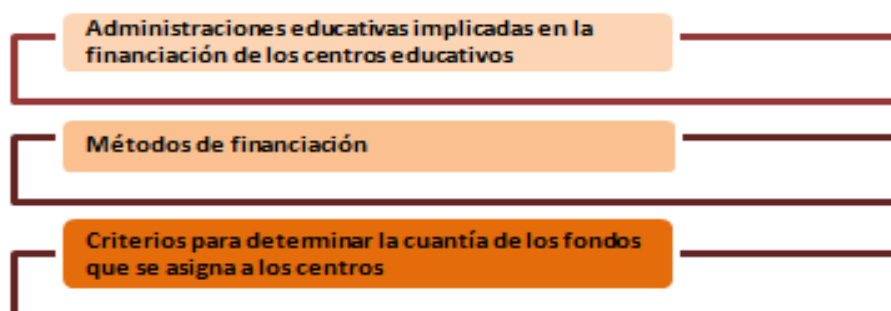 Administraciones educativas implicadas en la
financiación de los centros educativos
Métodos de financiación
Criterios para determinar la cuantía de los fondos
que se asigna a los centros